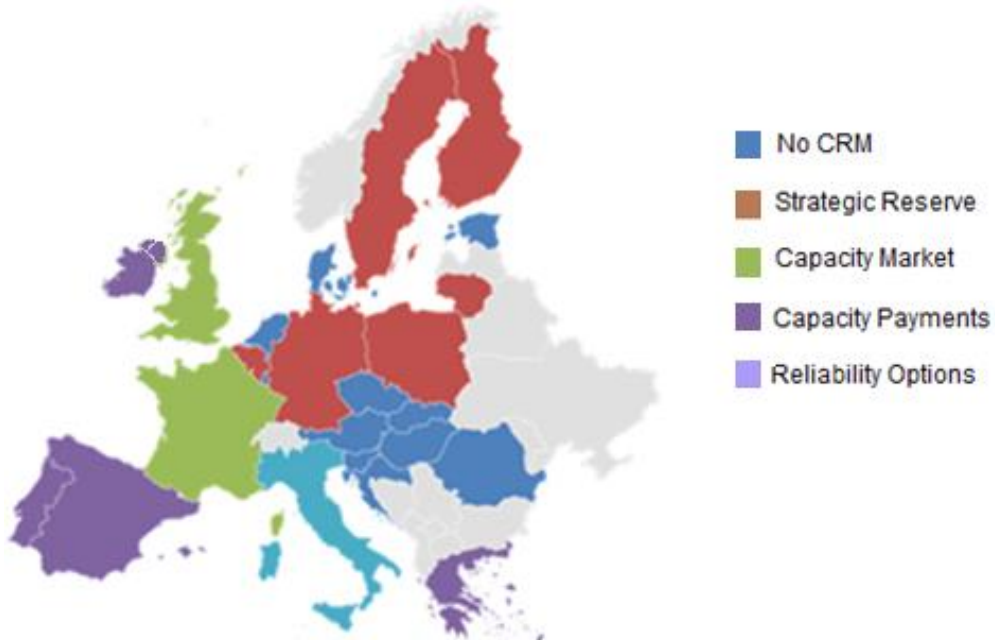 No CRM
Strategic Reserve
Capacity Market
Capacity Payments
Reliability Options